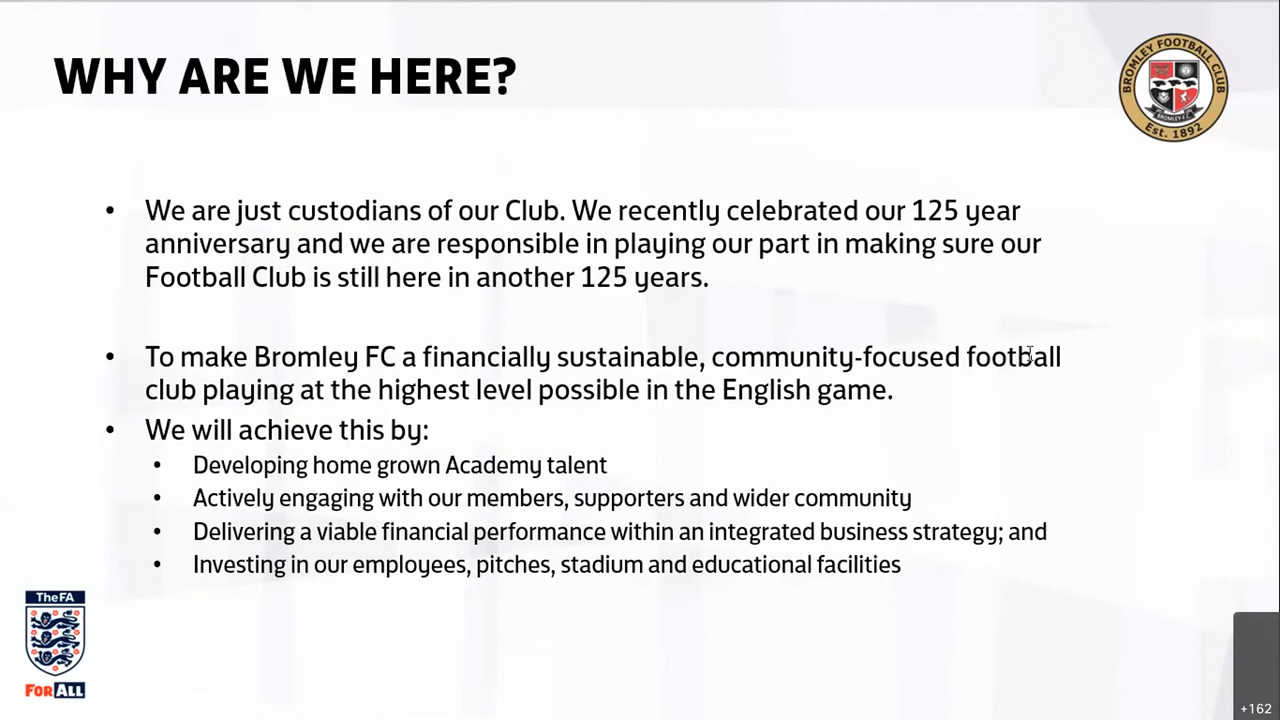 WHY ARE WE HERE?
BROMLEY FOOTBALL CLUB
BROMLEY-F.C.
Est. 1892
• We are just custodians of our Club. We recently celebrated our 125 year
anniversary and we are responsible in playing our part in making sure our
Football Club is still here in another 125 years.
• To make Bromley FC a financially sustainable, community-focused football
club playing at the highest level possible in the English game.
• We will achieve this by:
• Developing home grown Academy talent
• Actively engaging with our members, supporters and wider community
• Delivering a viable financial performance within an integrated business strategy; and
• Investing in our employees, pitches, stadium and educational facilities
The FA
FOR ALL
+162